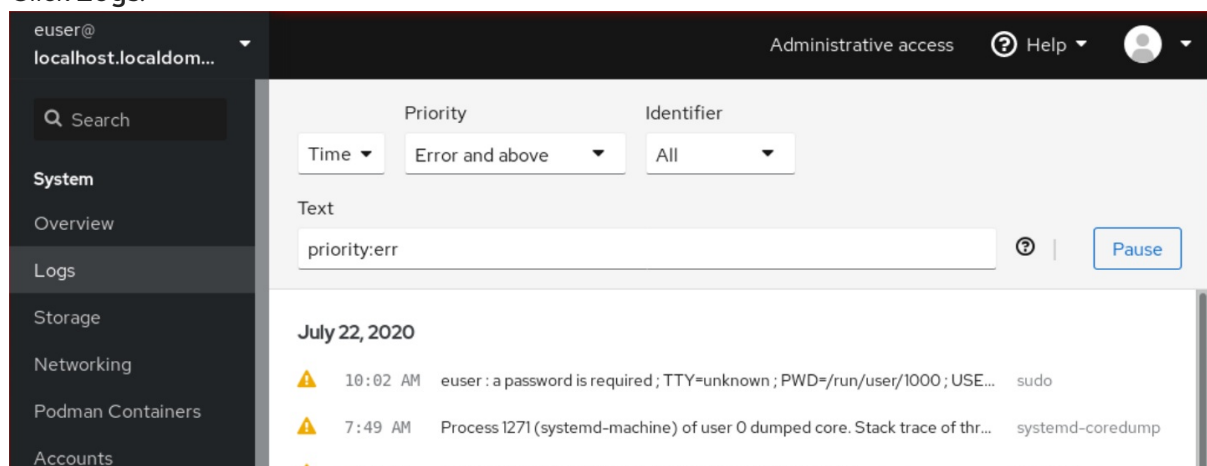 euser@
localhost.localdom...
Administrative access
Help
Search
System
Overview
Logs
Storage
Networking
Podman Containers
Accounts
Priority
Identifier
Time
Error and above
All
Text
priority:err
Pause
July 22, 2020
10:02 AM euser : a password is required ; TTY=unknown ; PWD=/run/user/1000 ; USE... sudo
7:49 AM Process 1271 (systemd-machine) of user 0 dumped core. Stack trace of thr... systemd-coredump